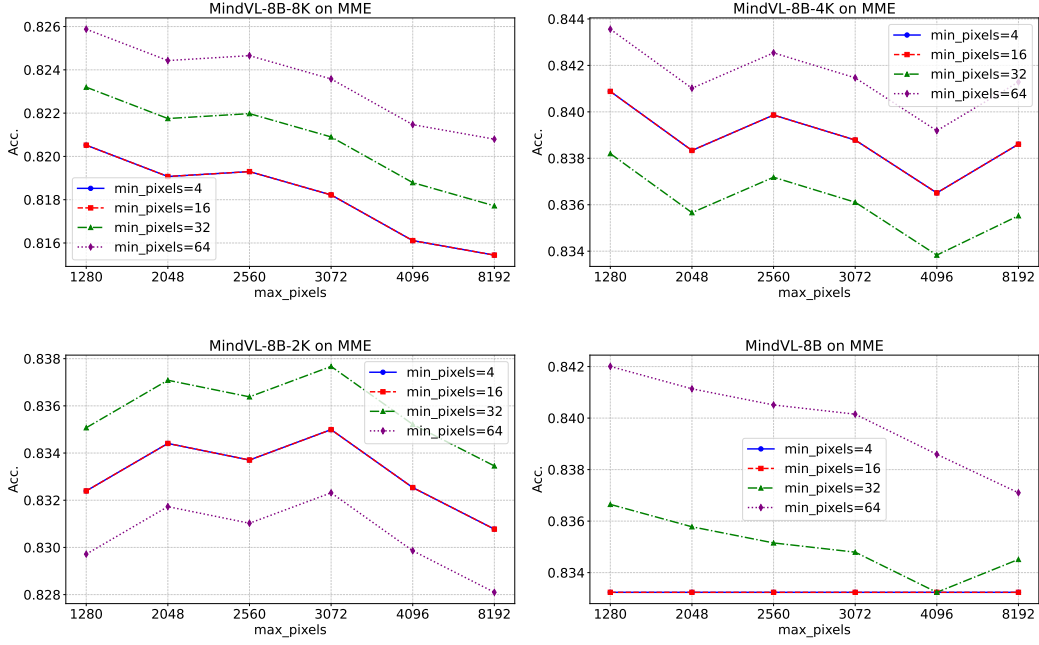 MindVL-8B-8K on MME
0.826
0.824
0.822
0.820
0.818
0.816
Acc.
min_pixels=4
min_pixels=16
min_pixels=32
min_pixels=64
1280 2048 2560 3072 4096 8192
max_pixels
MindVL-8B-4K on MME
0.844
0.842
0.840
0.838
0.836
0.834
Acc.
min_pixels=4
min_pixels=16
min_pixels=32
min_pixels=64
1280 2048 2560 3072 4096 8192
max_pixels
MindVL-8B-2K on MME
0.838
0.836
0.834
0.832
0.830
0.828
Acc.
min_pixels=4
min_pixels=16
min_pixels=32
min_pixels=64
1280 2048 2560 3072 4096 8192
max_pixels
MindVL-8B on MME
0.842
0.840
0.838
0.836
0.834
Acc.
min_pixels=4
min_pixels=16
min_pixels=32
min_pixels=64
1280 2048 2560 3072 4096 8192
max_pixels